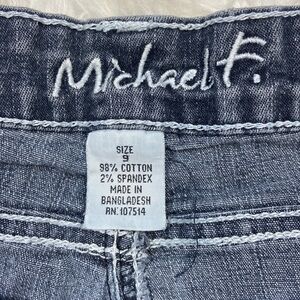 Michael F.
SIZE
9
98% COTTON
2% SPANDEX
MADE IN
BANGLADESH
RN: 107514